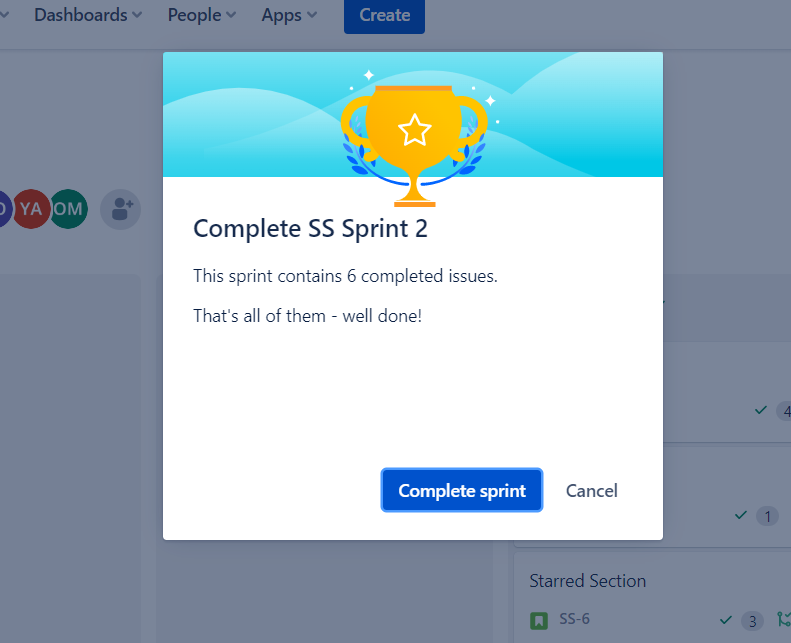 Dashboards
People
Apps
Create
YA
OM
Complete SS Sprint 2
This sprint contains 6 completed issues.
That's all of them - well done!
Complete sprint
Cancel
4
1
Starred Section
SS-6
3